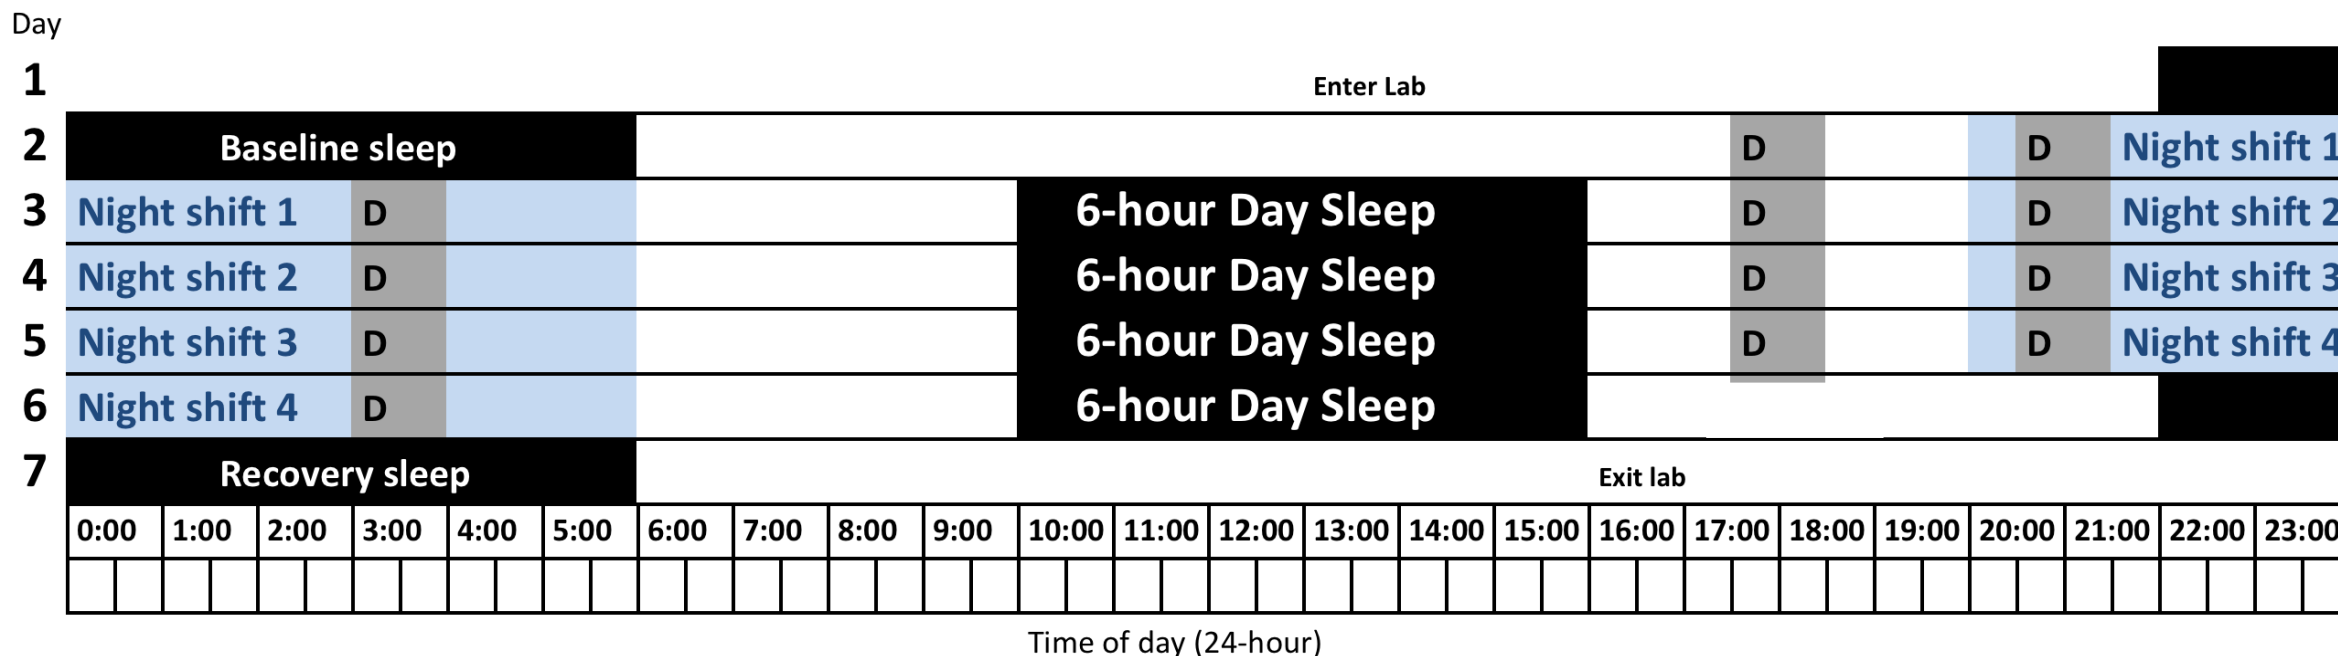 Day
1 Enter Lab
2 Baseline sleep D D Night shift 1
3 Night shift 1 D 6-hour Day Sleep D D Night shift 2
4 Night shift 2 D 6-hour Day Sleep D D Night shift 3
5 Night shift 3 D 6-hour Day Sleep D D Night shift 4
6 Night shift 4 D 6-hour Day Sleep
7 Recovery sleep Exit lab
0:00 1:00 2:00 3:00 4:00 5:00 6:00 7:00 8:00 9:00 10:00 11:00 12:00 13:00 14:00 15:00 16:00 17:00 18:00 19:00 20:00 21:00 22:00 23:00
Time of day (24-hour)